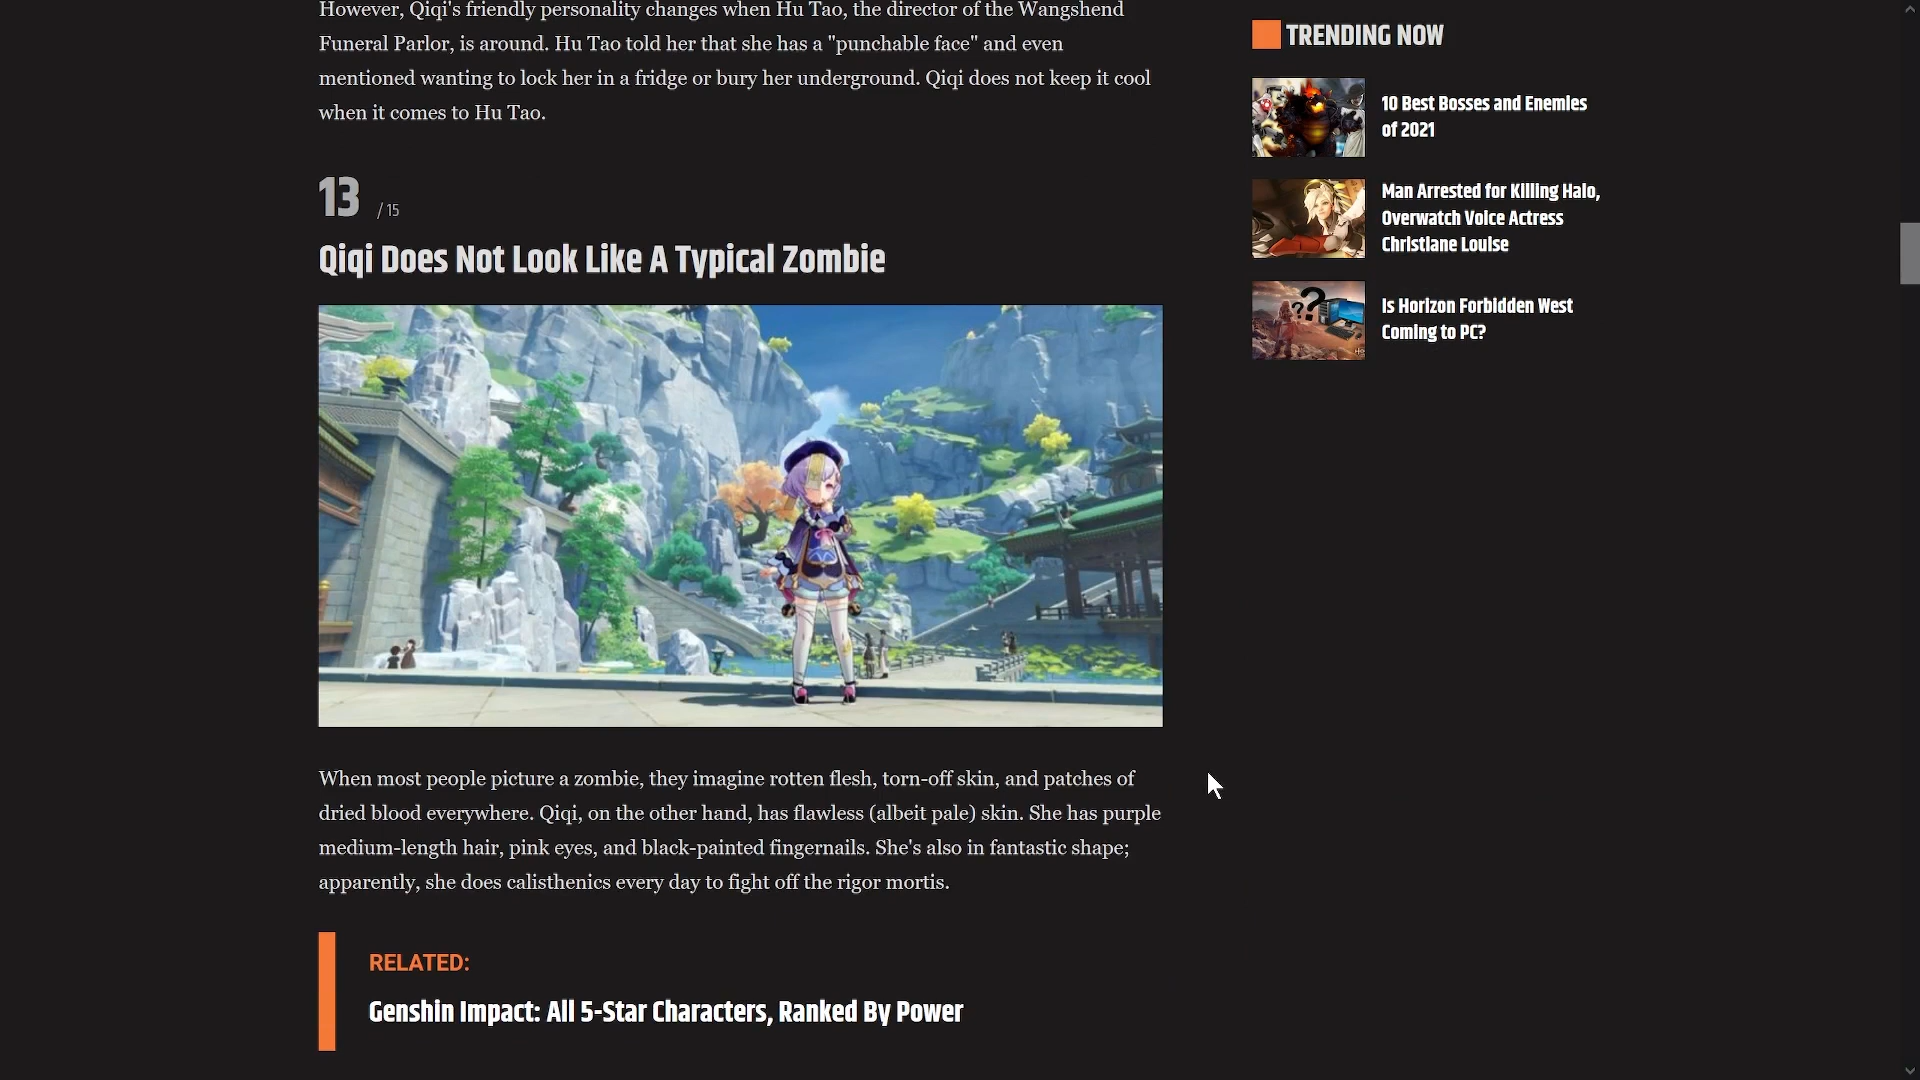 However, Qiqi's friendly personality changes when Hu Tao, the director of the Wangshend
Funeral Parlor, is around. Hu Tao told her that she has a "punchable face" and even
mentioned wanting to lock her in a fridge or bury her underground. Qiqi does not keep it cool
when it comes to Hu Tao.
13 / 15
Qiqi Does Not Look Like A Typical Zombie
When most people picture a zombie, they imagine rotten flesh, torn-off skin, and patches of
dried blood everywhere. Qiqi, on the other hand, has flawless (albeit pale) skin. She has purple
medium-length hair, pink eyes, and black-painted fingernails. She's also in fantastic shape;
apparently, she does calisthenics every day to fight off the rigor mortis.
RELATED:
Genshin Impact: All 5-Star Characters, Ranked By Power
TRENDING NOW
10 Best Bosses and Enemies
of 2021
Man Arrested for Killing Halo,
Overwatch Voice Actress
Christiane Louise
??
Is Horizon Forbidden West
Coming to PC?